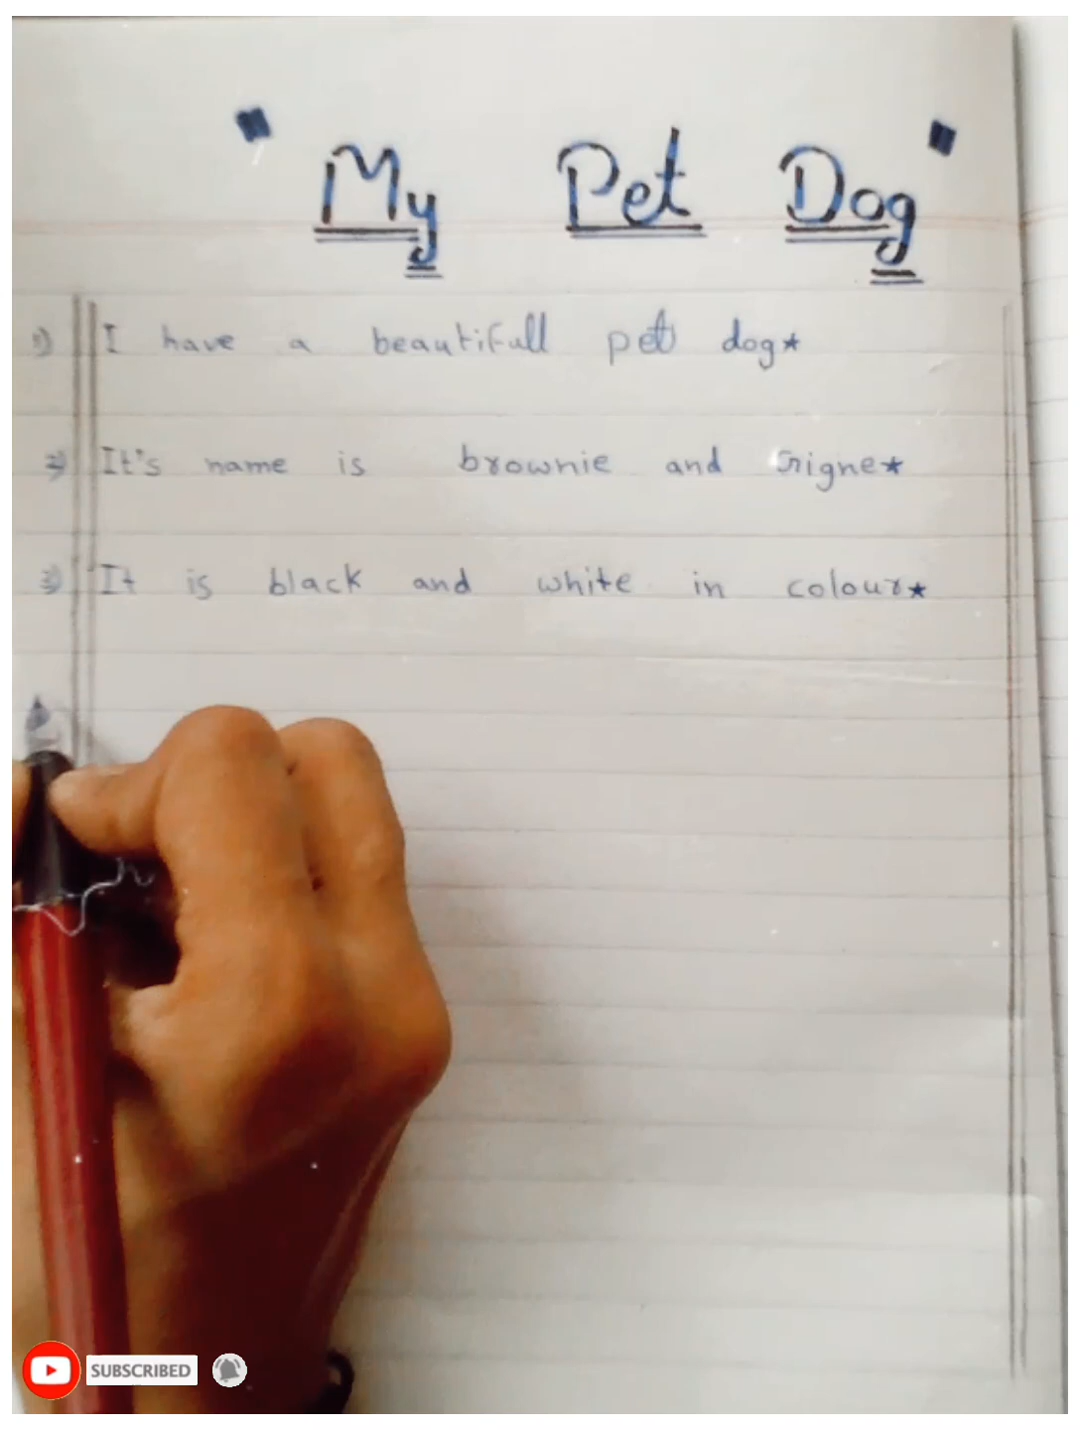 " My Pet Dog "
1) I have a beautifull pet dog★
2) It's name is brownie and
3) It is black and white in colour★
SUBSCRIBED